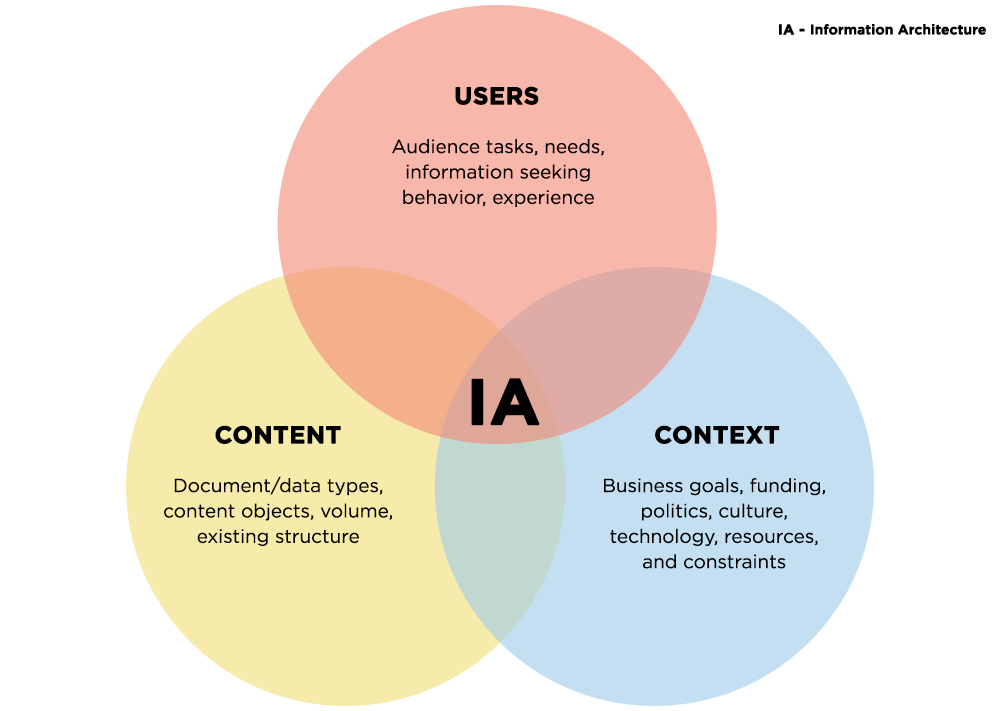 IA - Information Architecture
USERS
Audience tasks, needs,
information seeking
behavior, experience
IA
CONTENT
Document/data types,
content objects, volume,
existing structure
CONTEXT
Business goals, funding,
politics, culture,
technology, resources,
and constraints